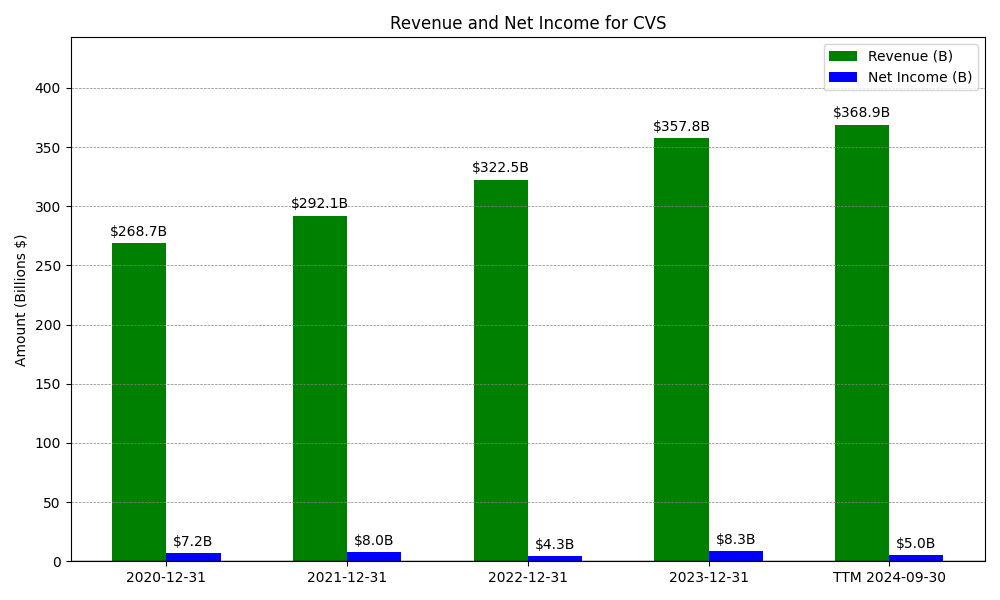 Revenue and Net Income for CVS
Revenue (B)
Net Income (B)
Amount (Billions $)
400
350
300
250
200
150
100
50
0
$268.7B
$7.2B
$292.1B
$8.0B
$322.5B
$4.3B
$357.8B
$8.3B
$368.9B
$5.0B
2020-12-31
2021-12-31
2022-12-31
2023-12-31
TTM 2024-09-30